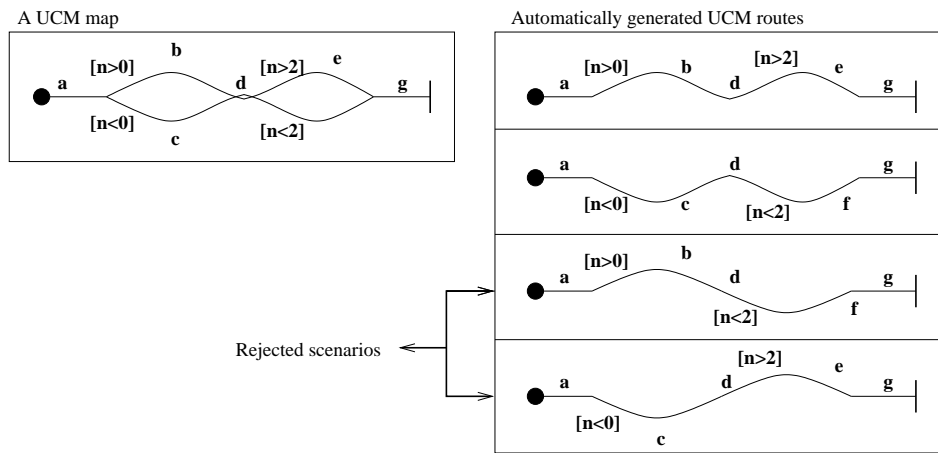 A UCM map
b
[n>0]
[n>2]
e
a
d
g
[n<0]
[n<2]
c
Automatically generated UCM routes
[n>2]
[n>0]
b
e
a
d
g
d
a
g
[n<0]
c
[n<2]
f
b
[n>0]
d
a
g
[n<2]
f
Rejected scenarios
[n>2]
e
a
d
g
[n<0]
c